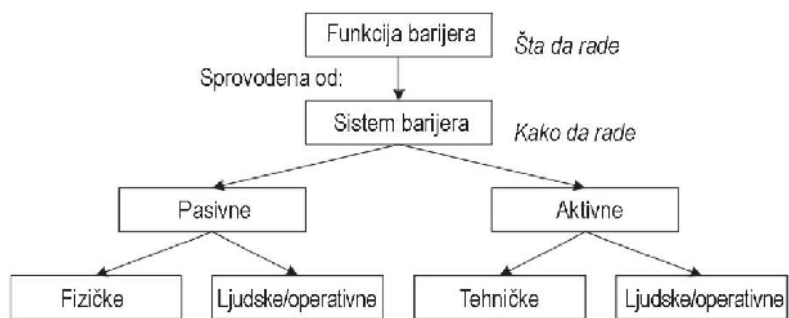 Funkcija barijera
Šta da rade
Sprovodena od:
Sistem barijera
Kako da rade
Pasivne
Aktivne
Fizičke
Ljudske/operativne
Tehničke
Ljudske/operativne